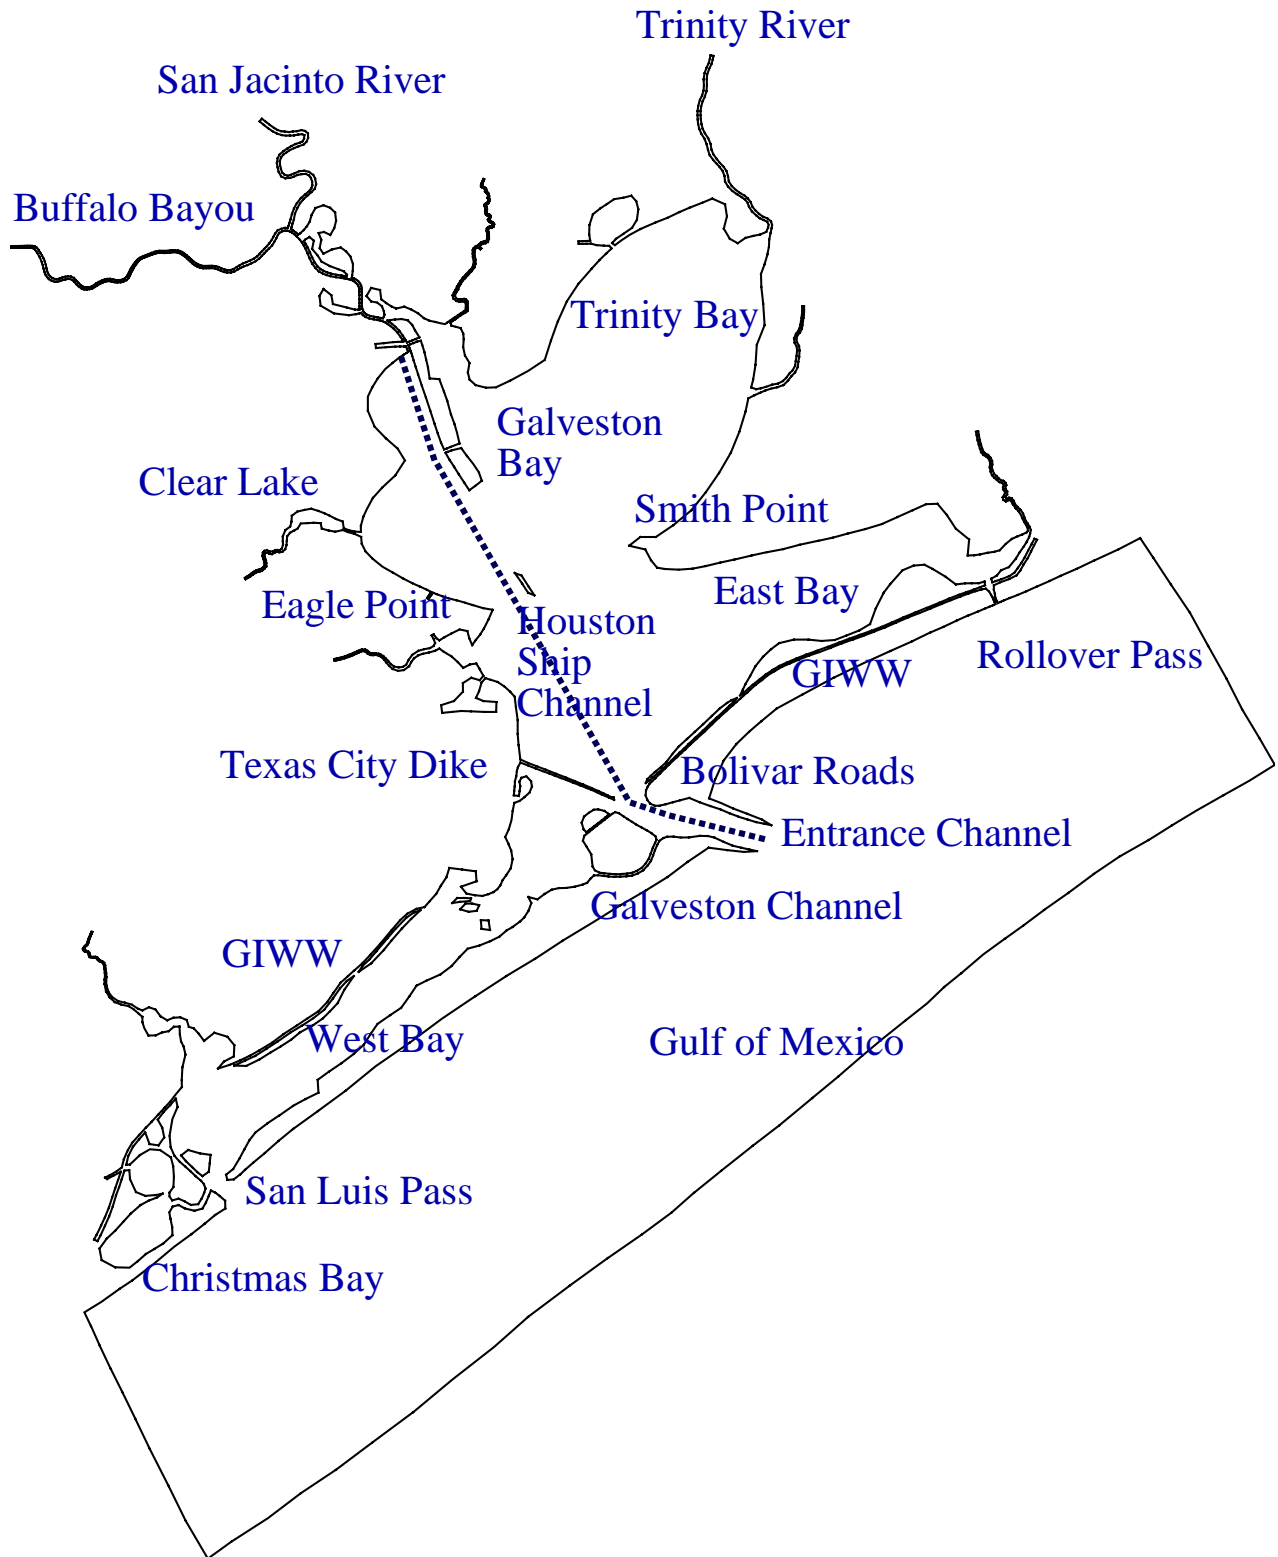 Trinity River
San Jacinto River
Buffalo Bayou
Trinity Bay
Galveston
Bay
Clear Lake
Smith Point
East Bay
Eagle Point
Houston
Ship
Channel
Rollover Pass
GIWW
Texas City Dike
Bolivar Roads
Entrance Channel
Galveston Channel
GIWW
West Bay
Gulf of Mexico
San Luis Pass
Christmas Bay